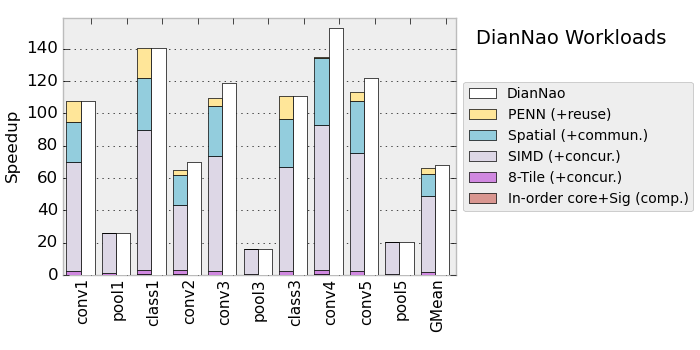 DianNao Workloads
Speedup
140
120
100
80
60
40
20
0
conv1
pool1
class1
conv2
conv3
pool3
class3
conv4
conv5
pool5
GMean
DianNao
PENN (+reuse)
Spatial (+commun.)
SIMD (+concur.)
8-Tile (+concur.)
In-order core+Sig (comp.)